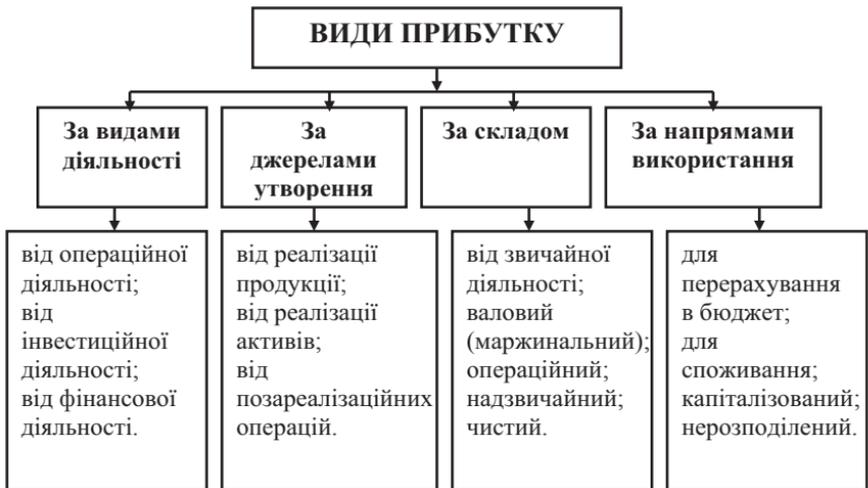 ВИДИ ПРИБУТКУ
За видами
діяльності
За
джерелами
утворення
За складом
За напрямами
використання
від операційної
діяльності;
від
інвестиційної
діяльності;
від фінансової
діяльності.
від реалізації
продукції;
від реалізації
активів;
від
позареалізаційних
операцій.
від звичайної
діяльності;
валовий
(маржинальний);
операційний;
надзвичайний;
чистий.
для
перерахування
в бюджет;
для
споживання;
капіталізований;
нерозподілений.